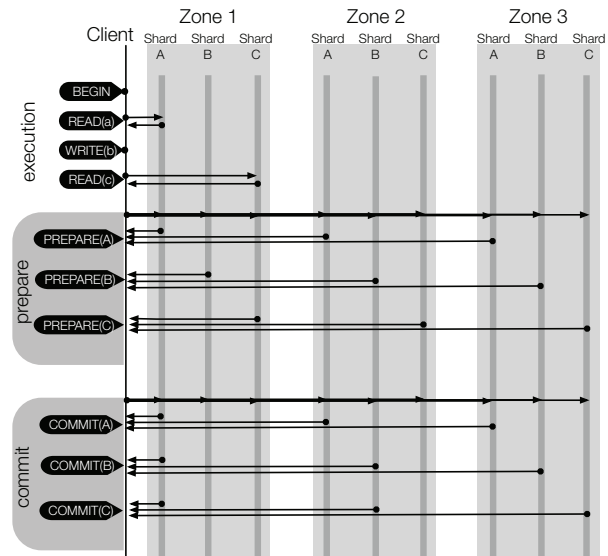 Zone 1 Zone 2 Zone 3
Client Shard Shard Shard Shard Shard Shard Shard Shard Shard
A B C A B C A B C
BEGIN
READ(a)
WRITE(b)
READ(c)
execution
PREPARE(A)
PREPARE(B)
PREPARE(C)
prepare
COMMIT(A)
COMMIT(B)
COMMIT(C)
commit